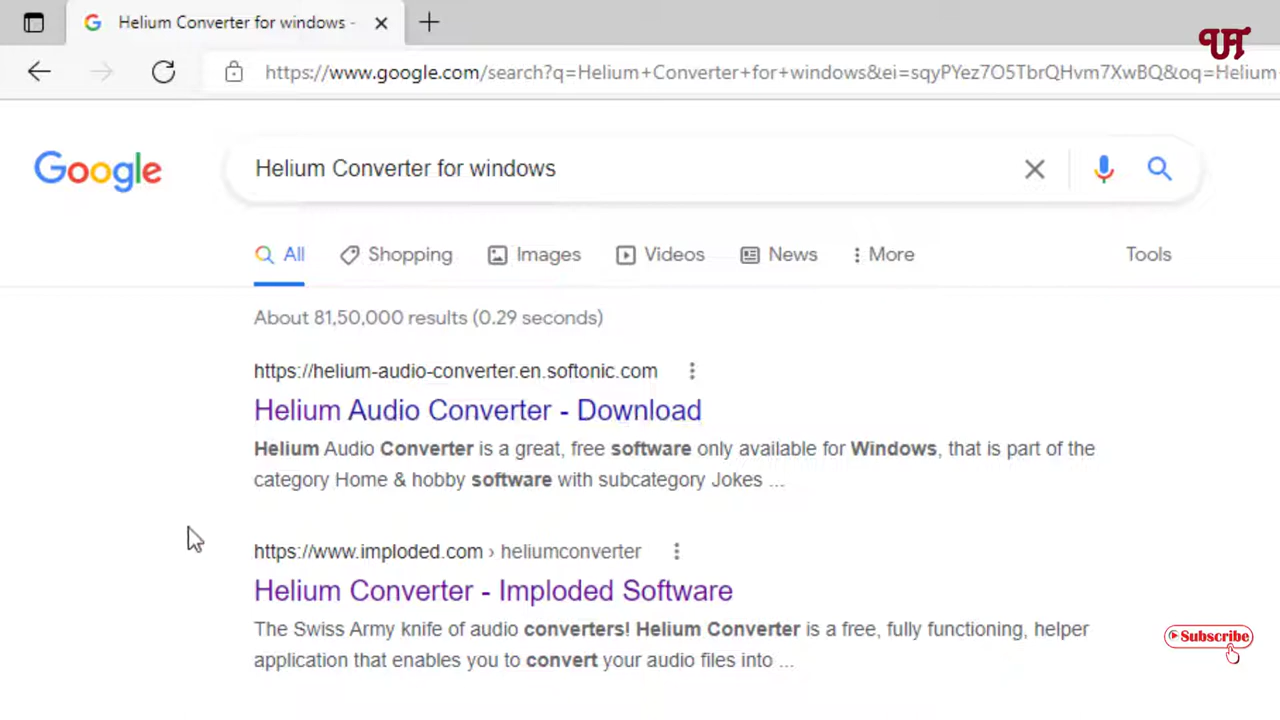 Helium Converter for windows -
UA
https://www.google.com/search?q=Helium+Converter+for+windows&ei=sqyPYez7O5TbrQHvm7XwBQ&oq=Helium+
Google
Helium Converter for windows
All
Shopping
Images
Videos
News
More
Tools
About 81,50,000 results (0.29 seconds)
https://helium-audio-converter.en.softonic.com
Helium Audio Converter - Download
Helium Audio Converter is a great, free software only available for Windows, that is part of the
category Home & hobby software with subcategory Jokes ...
https://www.imploded.com › heliumconverter
Helium Converter - Imploded Software
The Swiss Army knife of audio converters! Helium Converter is a free, fully functioning, helper
application that enables you to convert your audio files into ...
Subscribe